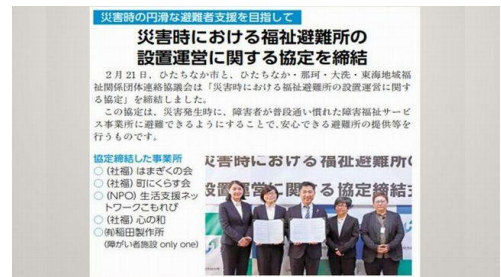 災害時の円滑な避難者支援を目指して
災害時における福祉避難所の
設置運営に関する協定を締結
２月21日、ひたちなか市と、ひたちなか・那珂・大洗・東海地域福
祉関係団体連絡協議会は「災害時における福祉避難所の設置運営に関す
る協定」を締結しました。
この協定は、災害発生時に、障害者が普段通い慣れた障害福祉サービ
ス事業所に避難できるようにすることで、安心できる避難所の提供等を
行うものです。
協定締結した事業所
○(社福) はまぎくの会
○(社福) 町にくらす会
○(NPO) 生活支援ネッ
トワークこもれび
○(社福) 心の和
○㈲稲田製作所
(障がい者施設 only one)
災害時における福祉避難所の
設置運営に関する協定締結